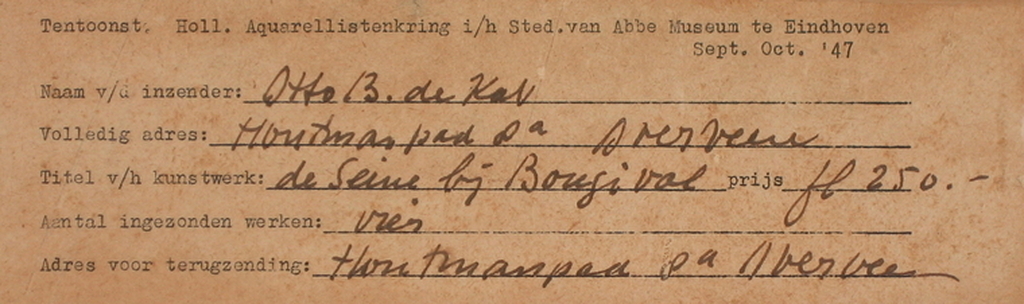 Tentoonst. Holl. Aquarellistenkring i/h Sted.van Abbe Museum te Eindhoven
Sept. Oct. '47
Naam v/d inzender: Otto B. de Kat
Volledig adres: Houtmanpad 8a Overveen
Titel v/h kunstwerk: de Seine bij Bougival prijs fl 250.-
Aantal ingezonden werken: vier
Adres voor terugzending: Houtmanpad 8a Overveen